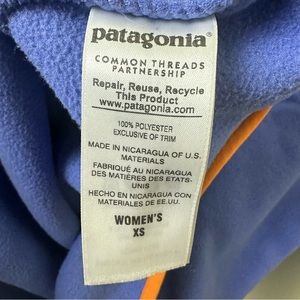 patagonia®
COMMON THREADS
PARTNERSHIP
Repair, Reuse, Recycle
This Product
www.patagonia.com
100% POLYESTER
EXCLUSIVE OF TRIM
MADE IN NICARAGUA OF U.S.
MATERIALS
FABRIQUÉ AU NICARAGUA
DES MATIÈRES DES ETATS-
UNIS
HECHO EN NICARAGUA CON
MATERIALES DE EE.UU.
WOMEN'S
XS